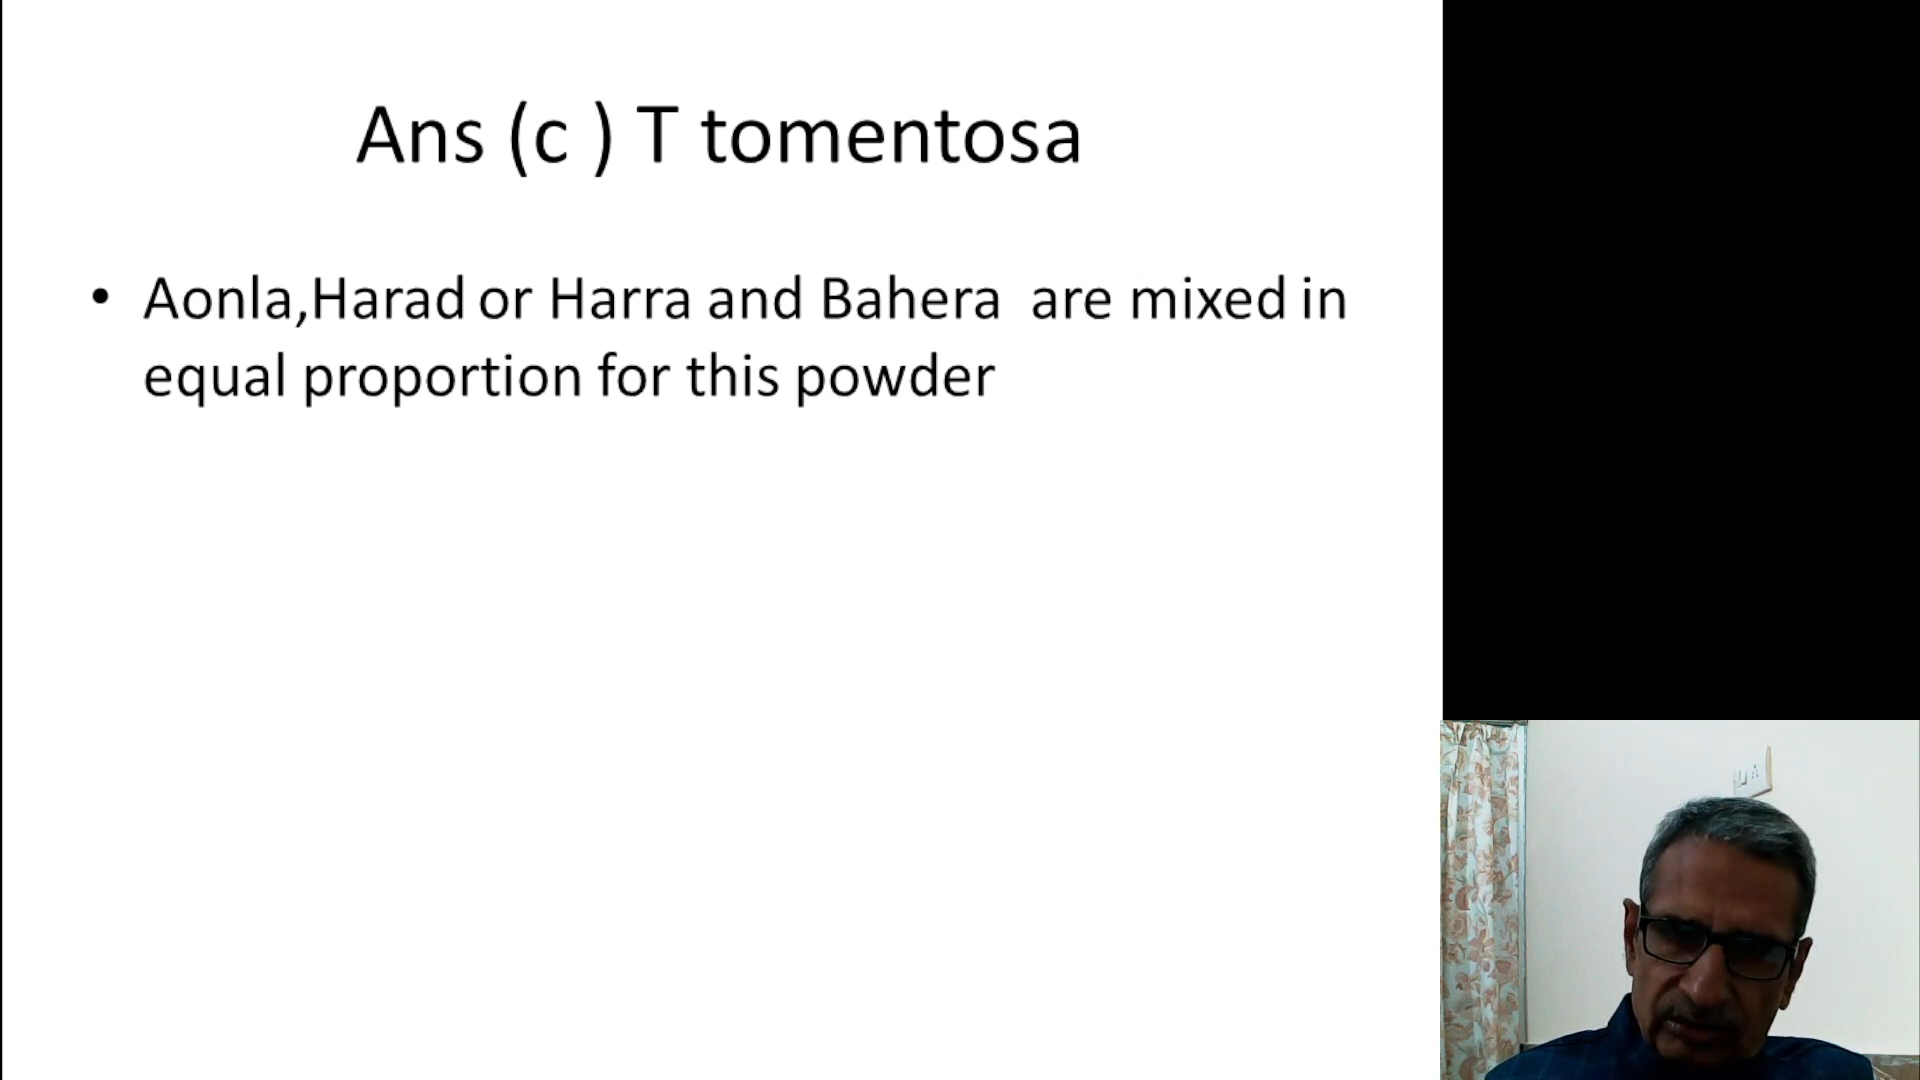 Ans (c ) T tomentosa
• Aonla,Harad or Harra and Bahera  are mixed in
equal proportion for this powder